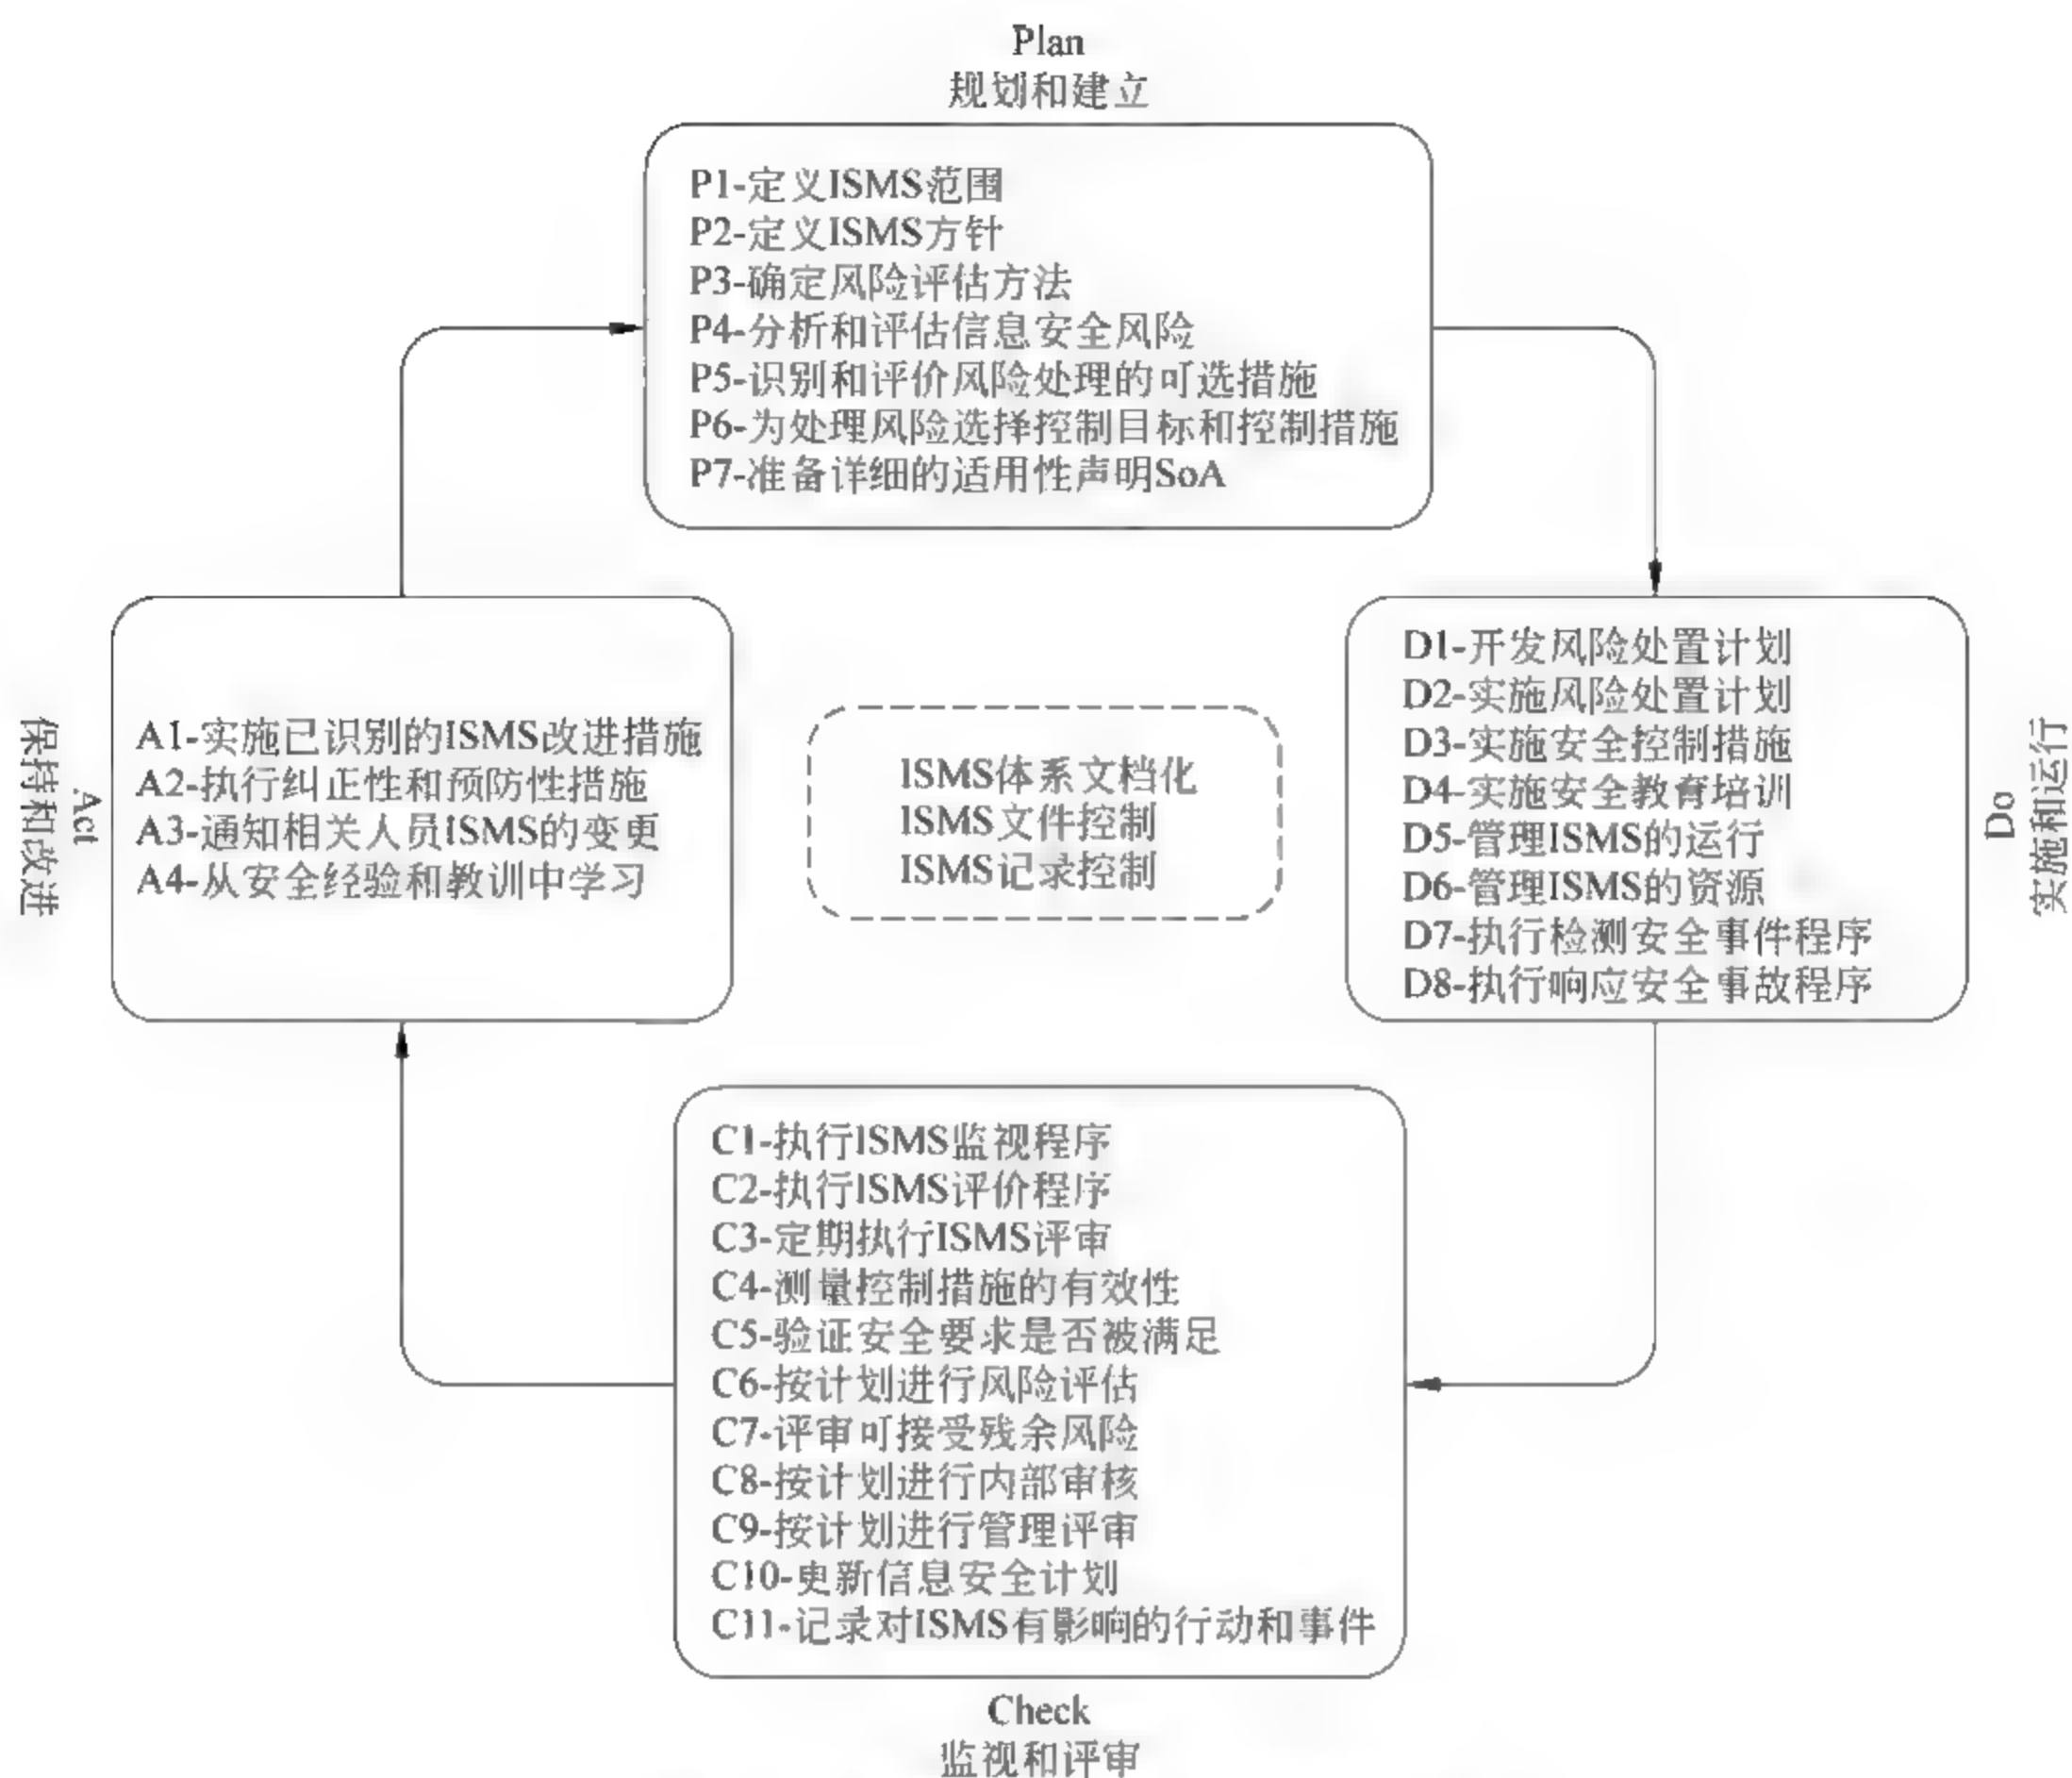 Plan
规划和建立
P1-定义ISMS范围
P2-定义ISMS方针
P3-确定风险评估方法
P4-分析和评估信息安全风险
P5-识别和评价风险处理的可选措施
P6-为处理风险选择控制目标和控制措施
P7-准备详细的适用性声明SoA
A1-实施已识别的ISMS改进措施
A2-执行纠正性和预防性措施
A3-通知相关人员ISMS的变更
A4-从安全经验和教训中学习
Act
保持和改进
ISMS体系文档化
ISMS文件控制
ISMS记录控制
D1-开发风险处置计划
D2-实施风险处置计划
D3-实施安全控制措施
D4-实施安全教育培训
D5-管理ISMS的运行
D6-管理ISMS的资源
D7-执行检测安全事件程序
D8-执行响应安全事故程序
Do
实施和运行
C1-执行ISMS监视程序
C2-执行ISMS评价程序
C3-定期执行ISMS评审
C4-测量控制措施的有效性
C5-验证安全要求是否被满足
C6-按计划进行风险评估
C7-评审可接受残余风险
C8-按计划进行内部审核
C9-按计划进行管理评审
C10-更新信息安全计划
C11-记录对ISMS有影响的行动和事件
Check
监视和评审